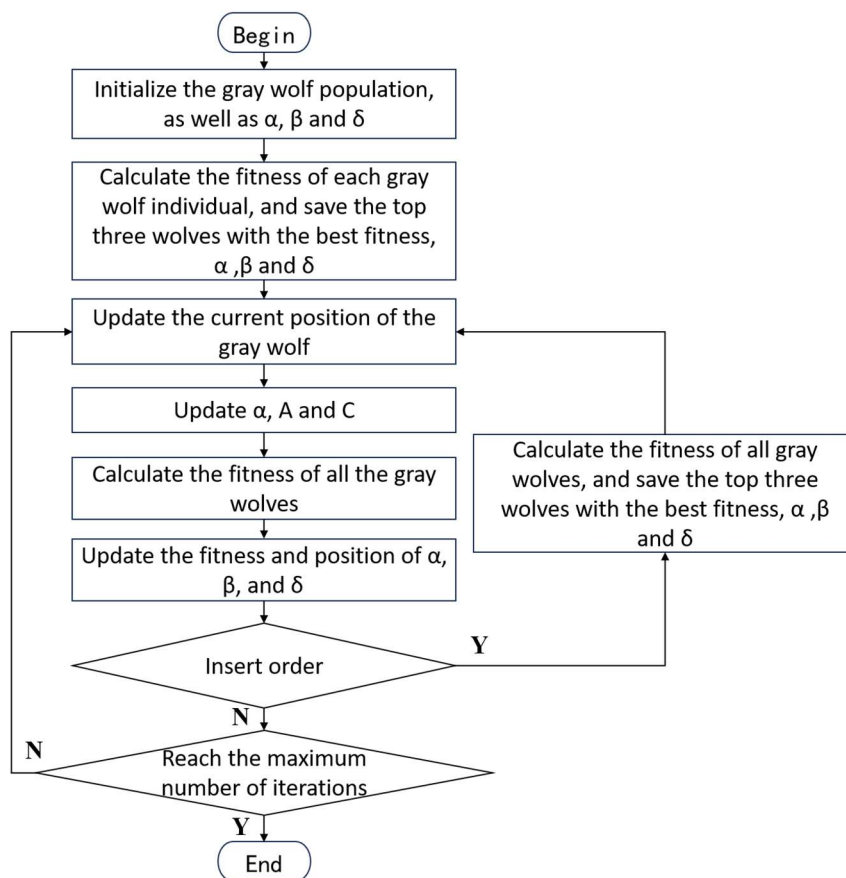 Begin
Initialize the gray wolf population,
as well as α, β and δ
Calculate the fitness of each gray
wolf individual, and save the top
three wolves with the best fitness,
α ,β and δ
Update the current position of the
gray wolf
Update α, A and C
Calculate the fitness of all the gray
wolves
Update the fitness and position of α,
β, and δ
Insert order
Y
Calculate the fitness of all gray
wolves, and save the top three
wolves with the best fitness, α ,β
and δ
N
Reach the maximum
number of iterations
N
Y
End